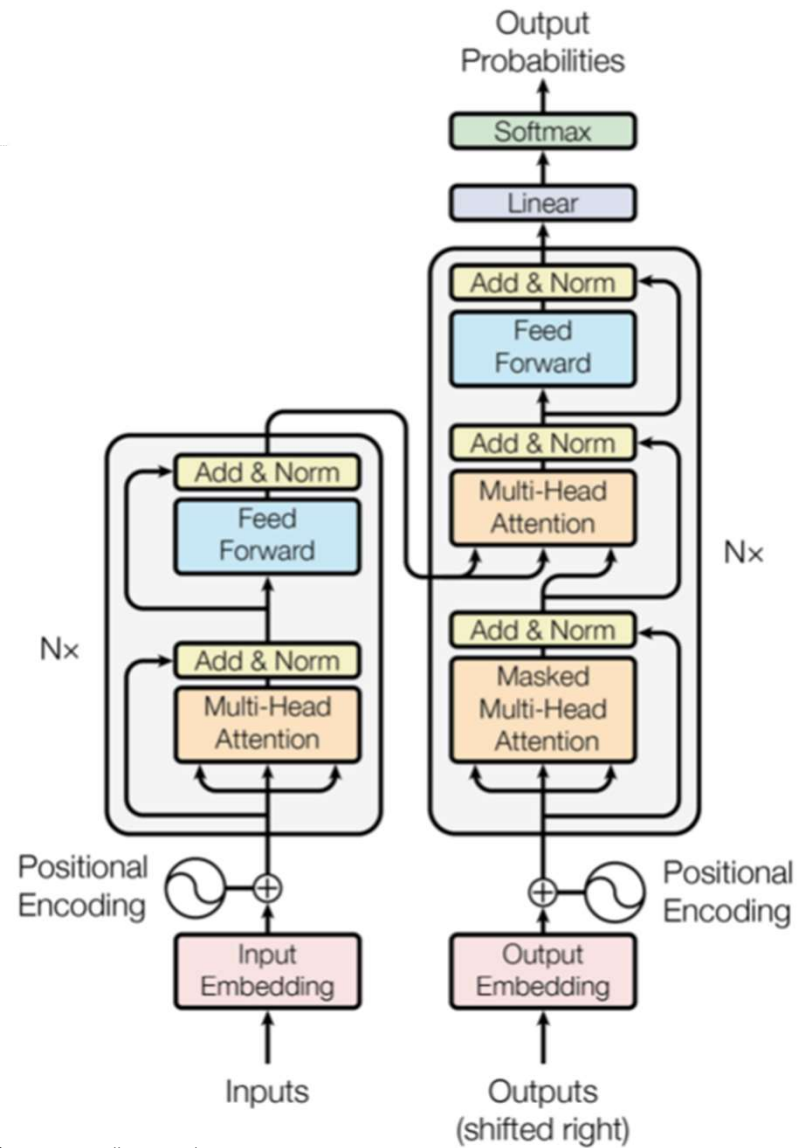 Output
Probabilities
Softmax
Linear
Add & Norm
Feed
Forward
Add & Norm
Multi-Head
Attention
Add & Norm
Masked
Multi-Head
Attention
N×
Positional
Encoding
Output
Embedding
Outputs
(shifted right)
Add & Norm
Feed
Forward
Add & Norm
Multi-Head
Attention
N×
Positional
Encoding
Input
Embedding
Inputs